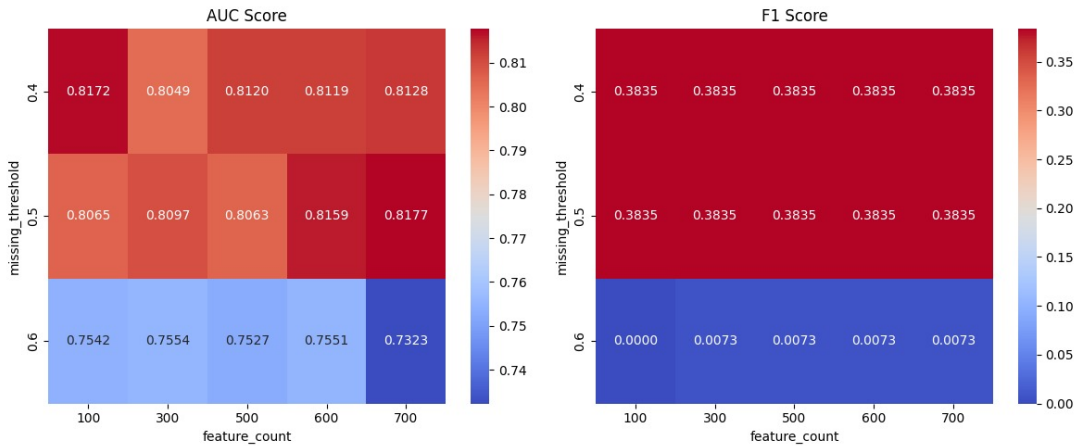 AUC Score
F1 Score
missing_threshold
0.4
0.8172 0.8049 0.8120 0.8119 0.8128
0.5
0.8065 0.8097 0.8063 0.8159 0.8177
0.6
0.7542 0.7554 0.7527 0.7551 0.7323
100 300 500 600 700
feature_count
0.81
0.80
0.79
0.78
0.77
0.76
0.75
0.74
missing_threshold
0.4
0.3835 0.3835 0.3835 0.3835 0.3835
0.5
0.3835 0.3835 0.3835 0.3835 0.3835
0.6
0.0000 0.0073 0.0073 0.0073 0.0073
100 300 500 600 700
feature_count
0.35
0.30
0.25
0.20
0.15
0.10
0.05
0.00